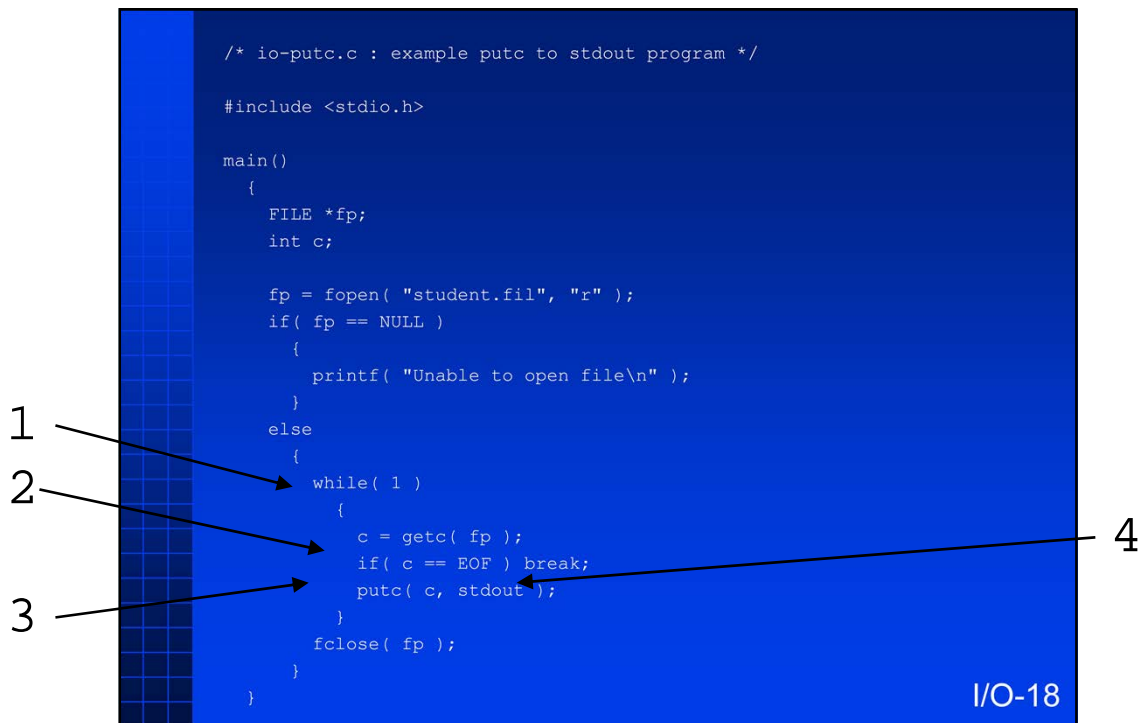 /* io-putc.c : example putc to stdout program */
#include <stdio.h>
main()
{
FILE *fp;
int c;
fp = fopen( "student.fil", "r" );
if( fp == NULL )
{
printf( "Unable to open file\n" );
}
else
{
1
while( 1 )
2
{
c = getc( fp );
if( c == EOF ) break;
4
putc( c, stdout );
3
}
fclose( fp );
}
}
I/O-18